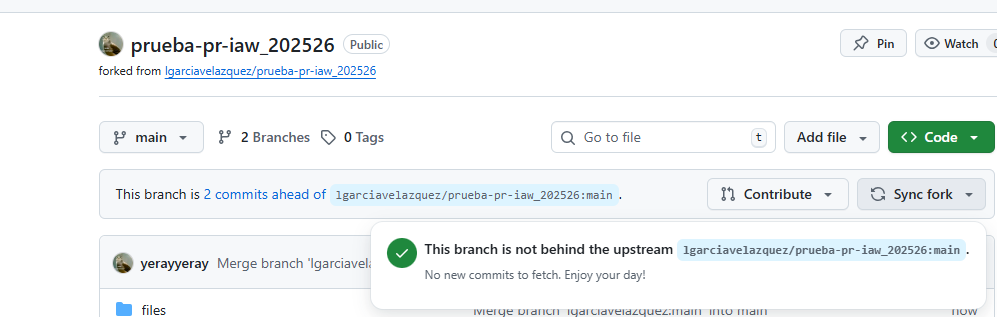 prueba-pr-iaw_202526 Public Pin Watch
forked from lgarciavelazquez/prueba-pr-iaw_202526
main 2 Branches 0 Tags Go to file t Add file Code
This branch is 2 commits ahead of lgarciavelazquez/prueba-pr-iaw_202526:main. Contribute Sync fork
This branch is not behind the upstream lgarciavelazquez/prueba-pr-iaw_202526:main.
yerayyeray Merge branch 'lgarciavela
No new commits to fetch. Enjoy your day!
files Merge branch 'lgarciavelazquez:main' into main now